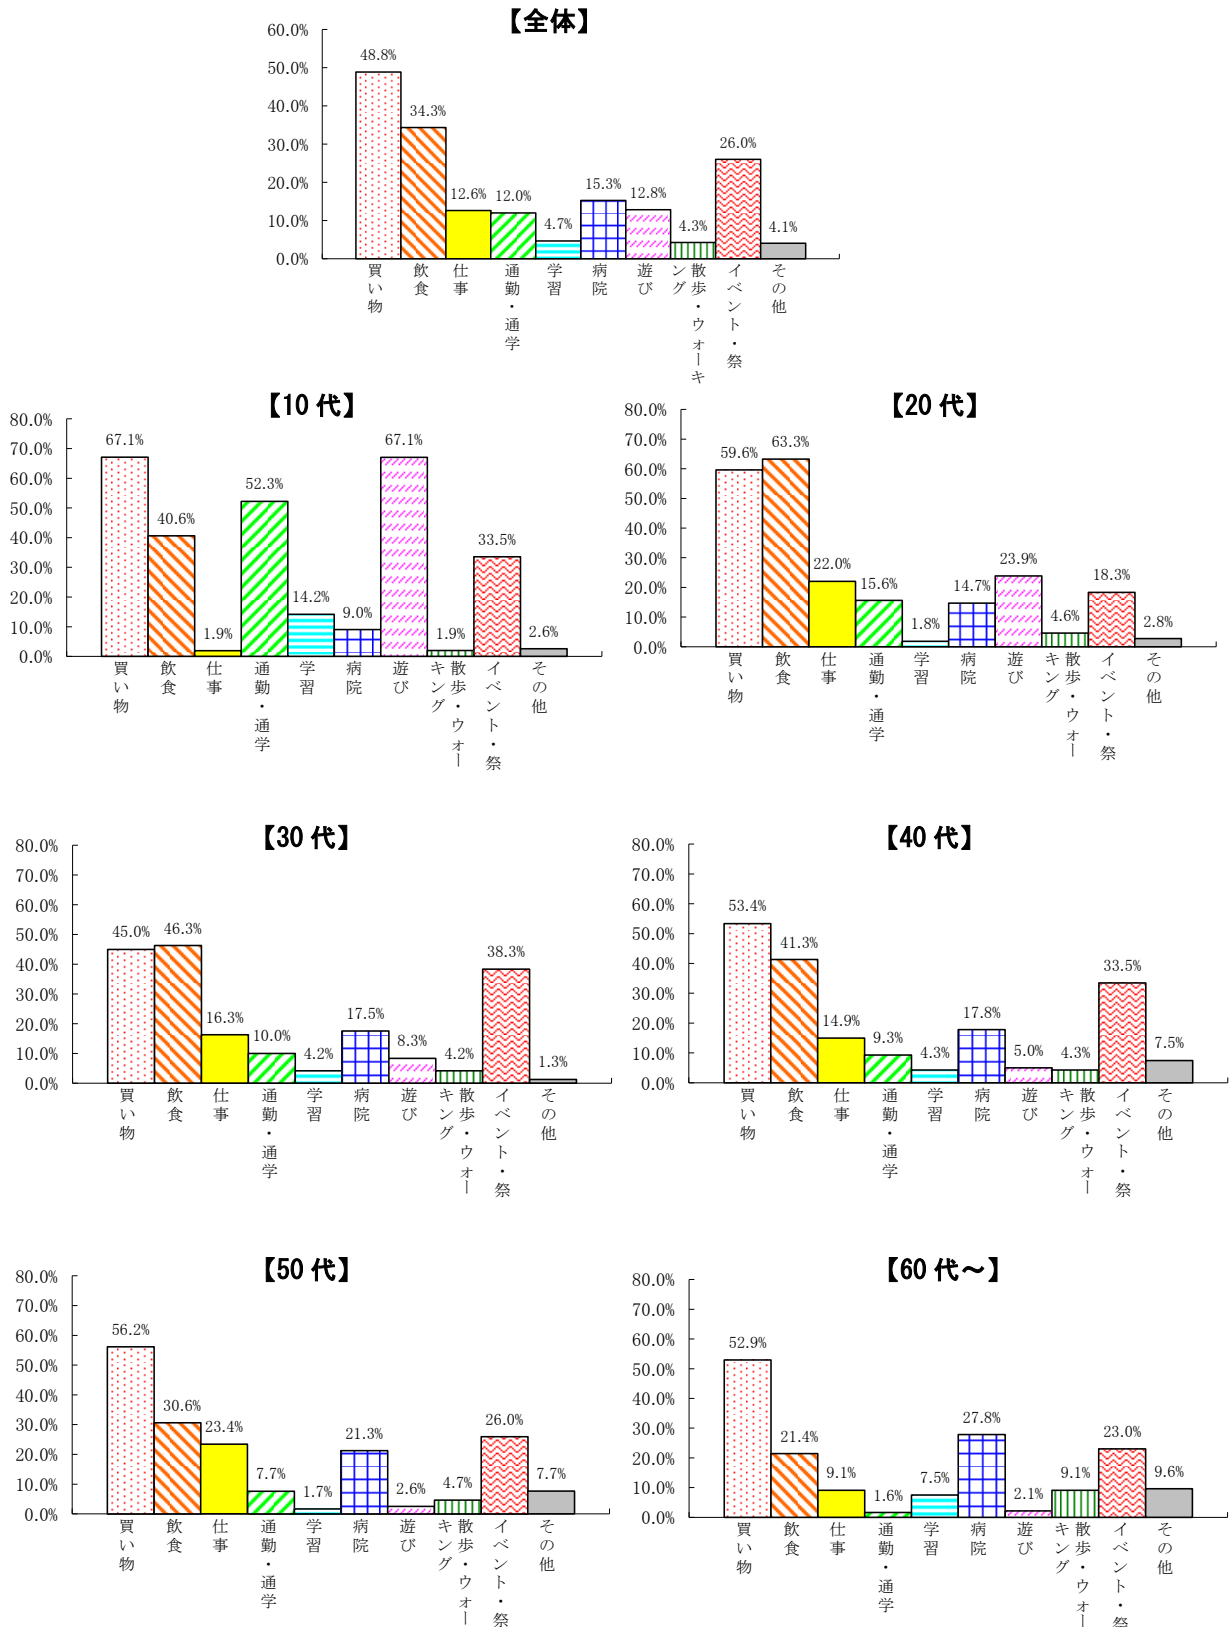 【全体】
60.0%
50.0%
40.0%
30.0%
20.0%
10.0%
0.0%
48.8%
34.3%
12.6%
12.0%
4.7%
15.3%
12.8%
4.3%
26.0%
4.1%
買い物
飲食
仕事
通勤・通学
学習
病院
遊び
散歩・ウォーキ
ング
イベント・祭
その他
【10代】
80.0%
70.0%
60.0%
50.0%
40.0%
30.0%
20.0%
10.0%
0.0%
67.1%
40.6%
1.9%
52.3%
14.2%
9.0%
67.1%
1.9%
33.5%
2.6%
買い物
飲食
仕事
通勤・通学
学習
病院
遊び
散歩・ウォー
キング
イベント・祭
その他
【20代】
80.0%
70.0%
60.0%
50.0%
40.0%
30.0%
20.0%
10.0%
0.0%
59.6%
63.3%
22.0%
15.6%
1.8%
14.7%
23.9%
4.6%
18.3%
2.8%
買い物
飲食
仕事
通勤・通学
学習
病院
遊び
散歩・ウォー
キング
イベント・祭
その他
【30代】
80.0%
70.0%
60.0%
50.0%
40.0%
30.0%
20.0%
10.0%
0.0%
45.0%
46.3%
16.3%
10.0%
4.2%
17.5%
8.3%
4.2%
38.3%
1.3%
買い物
飲食
仕事
通勤・通学
学習
病院
遊び
散歩・ウォー
キング
イベント・祭
その他
【40代】
80.0%
70.0%
60.0%
50.0%
40.0%
30.0%
20.0%
10.0%
0.0%
53.4%
41.3%
14.9%
9.3%
4.3%
17.8%
5.0%
4.3%
33.5%
7.5%
買い物
飲食
仕事
通勤・通学
学習
病院
遊び
散歩・ウォー
キング
イベント・祭
その他
【50代】
80.0%
70.0%
60.0%
50.0%
40.0%
30.0%
20.0%
10.0%
0.0%
56.2%
30.6%
23.4%
7.7%
1.7%
21.3%
2.6%
4.7%
26.0%
7.7%
買い物
飲食
仕事
通勤・通学
学習
病院
遊び
散歩・ウォー
キング
イベント・祭
その他
【60代～】
80.0%
70.0%
60.0%
50.0%
40.0%
30.0%
20.0%
10.0%
0.0%
52.9%
21.4%
9.1%
1.6%
7.5%
27.8%
2.1%
9.1%
23.0%
9.6%
買い物
飲食
仕事
通勤・通学
学習
病院
遊び
散歩・ウォー
キング
イベント・祭
その他